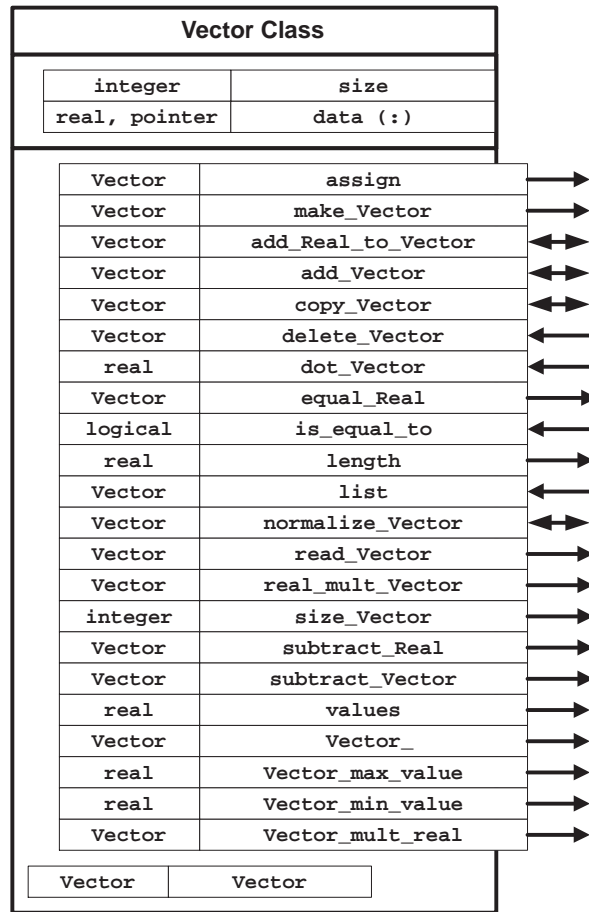 Vector Class
integer size
real, pointer data (:)
Vector assign
Vector make_Vector
Vector add_Real_to_Vector
Vector add_Vector
Vector copy_Vector
Vector delete_Vector
real dot_Vector
Vector equal_Real
logical is_equal_to
real length
Vector list
Vector normalize_Vector
Vector read_Vector
Vector real_mult_Vector
integer size_Vector
Vector subtract_Real
Vector subtract_Vector
real values
Vector Vector_
real Vector_max_value
real Vector_min_value
Vector Vector_mult_real
Vector Vector